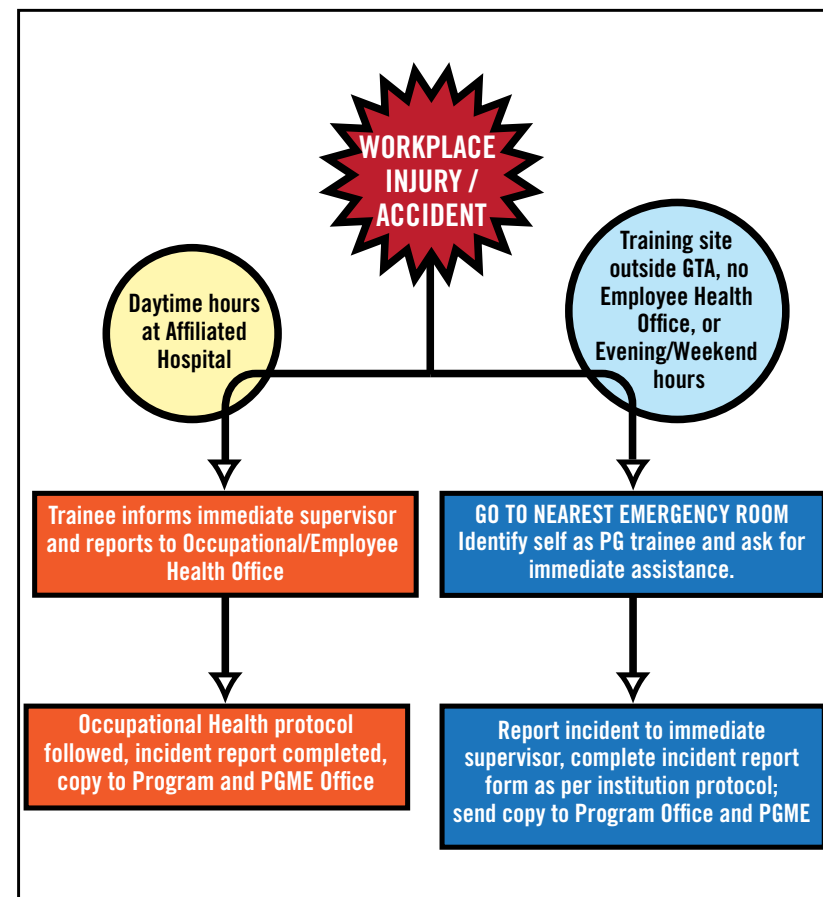 WORKPLACE
INJURY /
ACCIDENT
Daytime hours
at Affiliated
Hospital
Training site
outside GTA, no
Employee Health
Office, or
Evening/Weekend
hours
Trainee informs immediate supervisor
and reports to Occupational/Employee
Health Office
GO TO NEAREST EMERGENCY ROOM
Identify self as PG trainee and ask for
immediate assistance.
Occupational Health protocol
followed, incident report completed,
copy to Program and PGME Office
Report incident to immediate
supervisor, complete incident report
form as per institution protocol;
send copy to Program Office and PGME